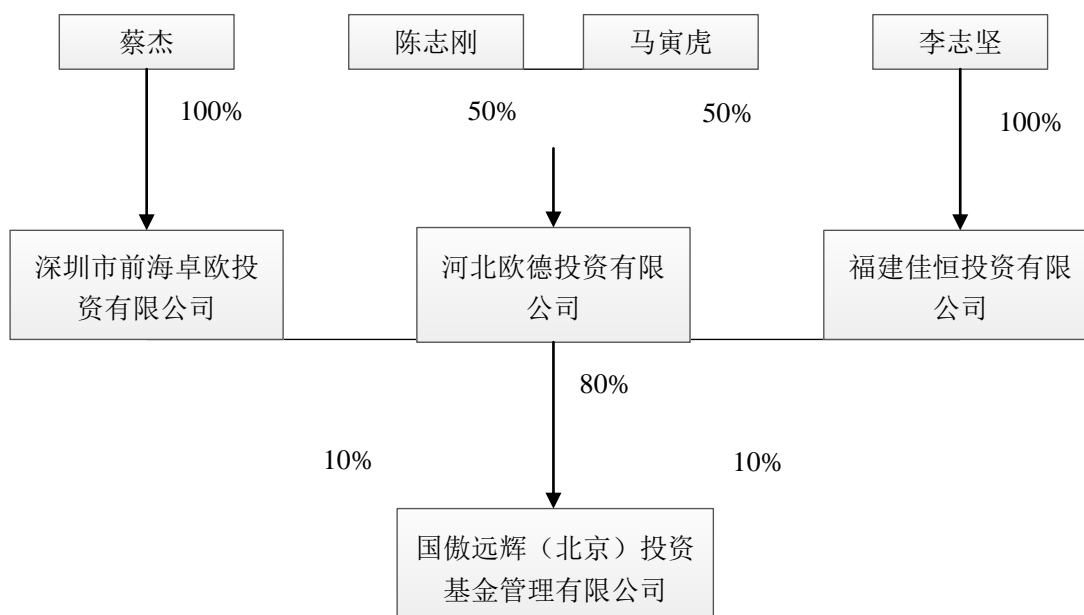 蔡杰
陈志刚
马寅虎
李志坚
100%
50%
50%
100%
深圳市前海卓欧投
资有限公司
河北欧德投资有限
公司
福建佳恒投资有限
公司
80%
10%
10%
国傲远辉（北京）投资
基金管理有限公司